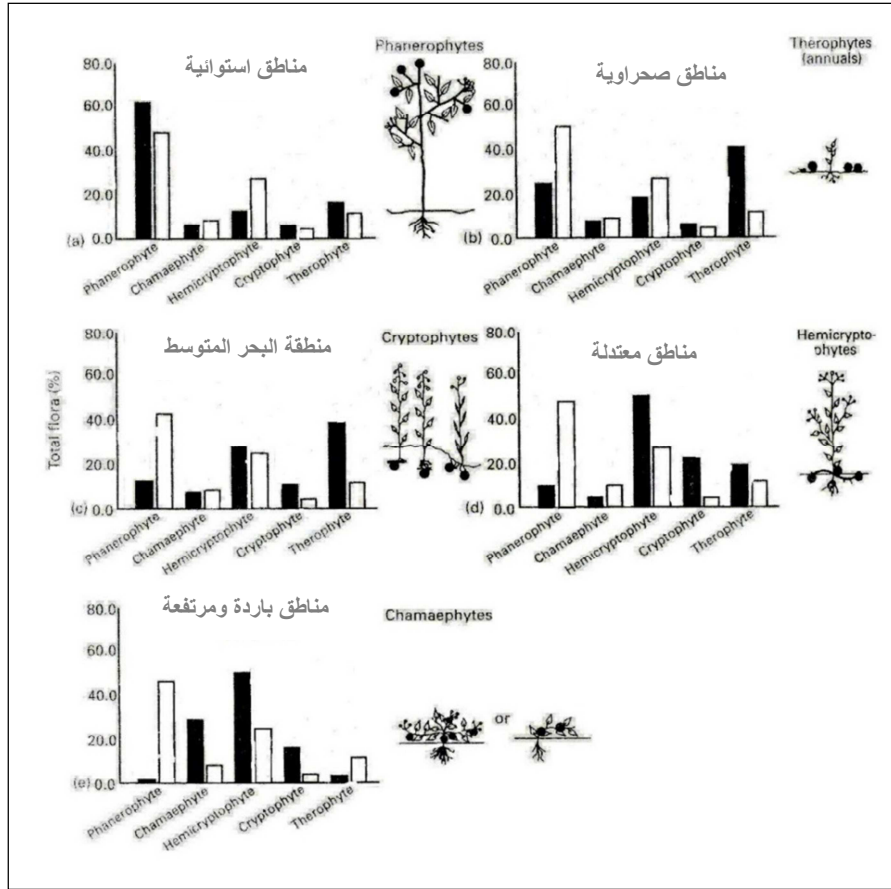 مناطق استوائية
Phanerophytes
80.0
60.0
40.0
20.0
0.0
(a)
Phanerophyte
Chamaephyte
Hemicryptophyte
Cryptophyte
Therophyte
مناطق صحراوية
Therophytes
(annuals)
80.0
60.0
40.0
20.0
0.0
(b)
Phanerophyte
Chamaephyte
Hemicryptophyte
Cryptophyte
Therophyte
منطقة البحر المتوسط
Cryptophytes
Total flora (%)
80.0
60.0
40.0
20.0
0.0
(c)
Phanerophyte
Chamaephyte
Hemicryptophyte
Cryptophyte
Therophyte
مناطق معتدلة
Hemicrypto-
phytes
80.0
60.0
40.0
20.0
0.0
(d)
Phanerophyte
Chamaephyte
Hemicryptophyte
Cryptophyte
Therophyte
مناطق باردة ومرتفعة
Chamaephytes
or
80.0
60.0
40.0
20.0
0.0
(e)
Phanerophyte
Chamaephyte
Hemicryptophyte
Cryptophyte
Therophyte